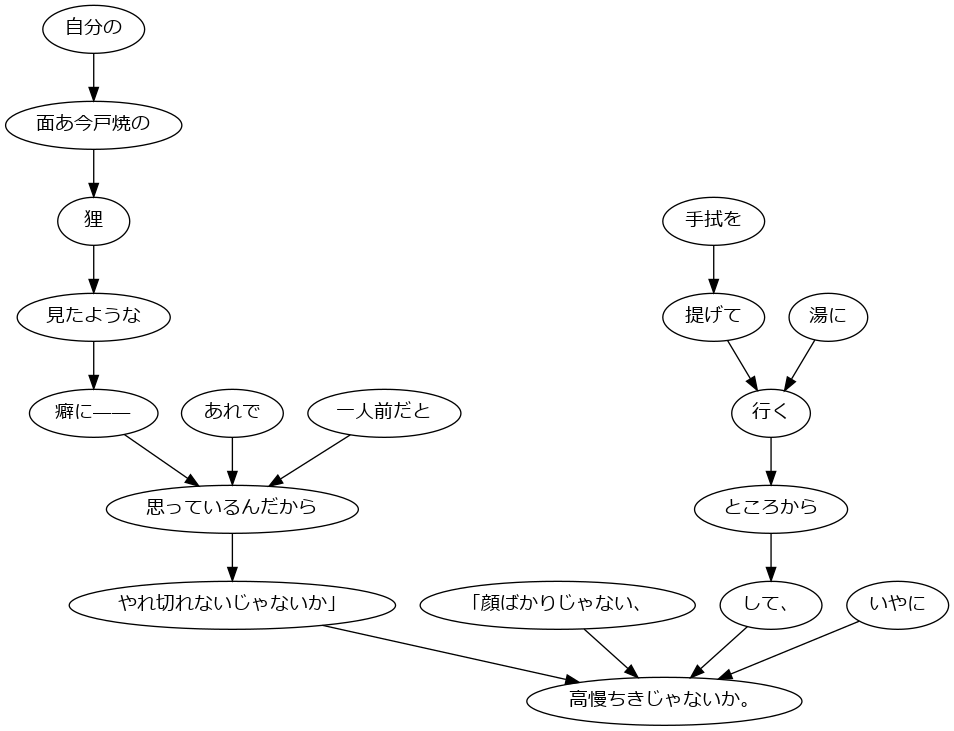 自分の
面あ今戸焼の
狸
手拭を
見たような
提げて
湯に
癖に――
あれで
一人前だと
行く
思っているんだから
ところから
やれ切れないじゃないか」
「顔ばかりじゃない、
して、
いやに
高慢ちきじゃないか。